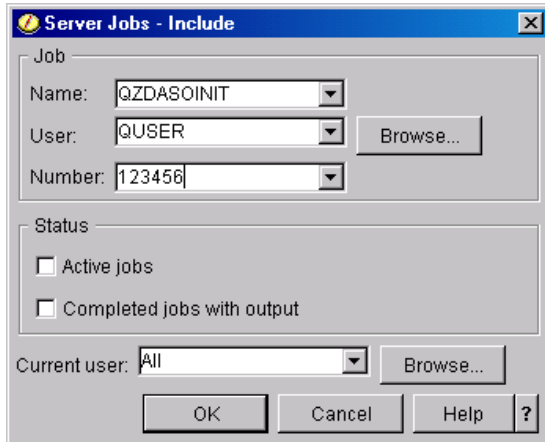 Server Jobs - Include
Job
Name: QZDASOINIT
User: QUSER Browse...
Number: 123456
Status
Active jobs
Completed jobs with output
Current user: All Browse...
OK Cancel Help ?